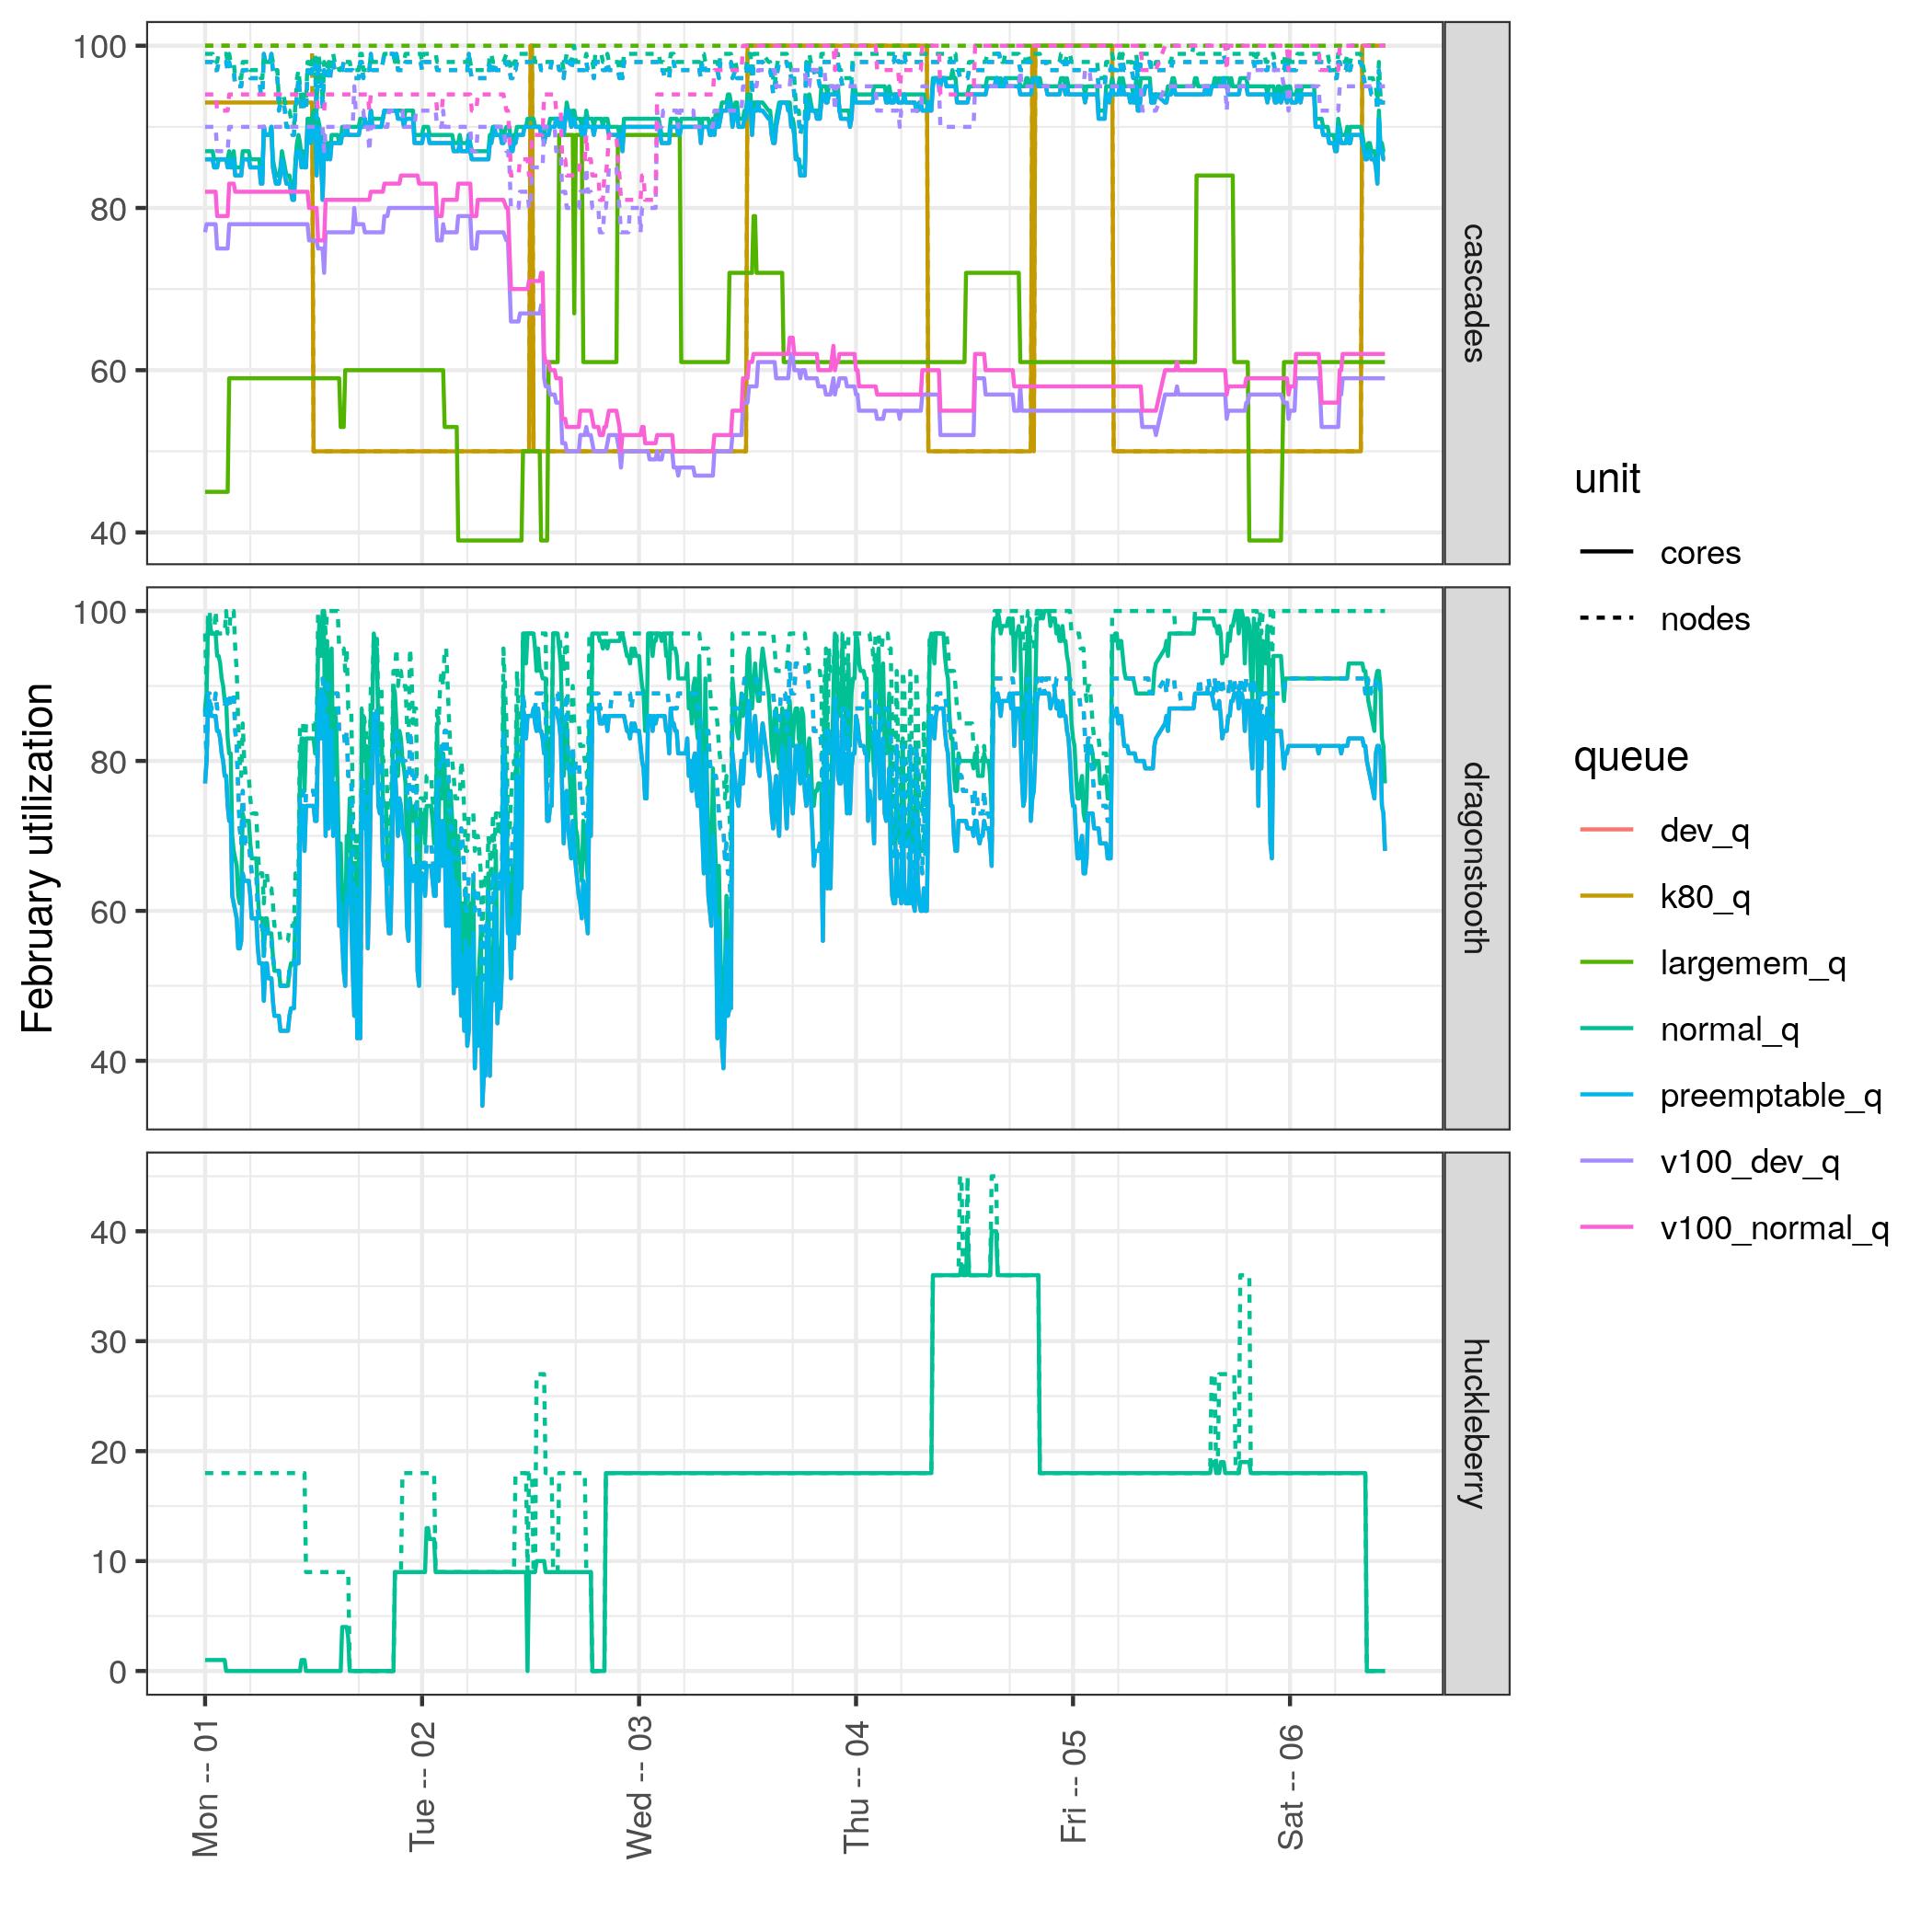 February utilization
100
80
60
40
cascades
100
80
60
40
dragonstooth
40
30
20
10
0
huckleberry
Mon -- 01
Tue -- 02
Wed -- 03
Thu -- 04
Fri -- 05
Sat -- 06
unit
cores
nodes
queue
dev_q
k80_q
largemem_q
normal_q
preemptable_q
v100_dev_q
v100_normal_q